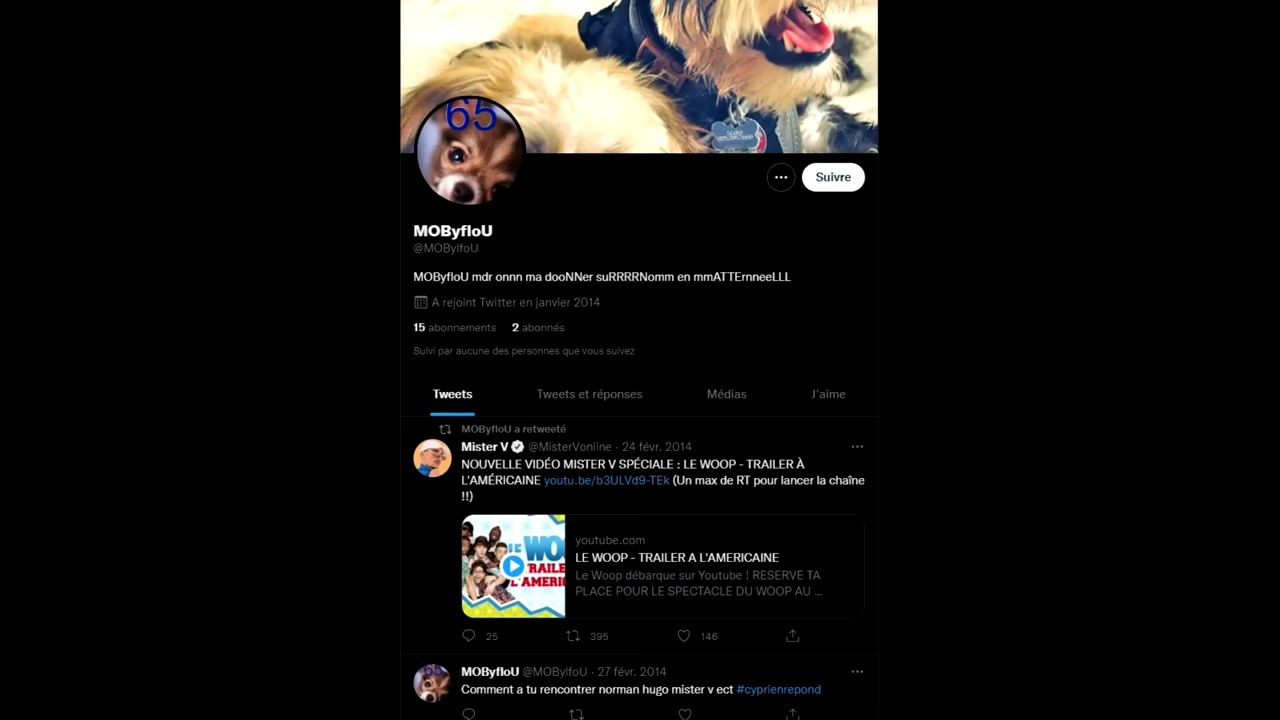 65
Suivre
MOByfloU
@MOBylfoU
MOByfloU mdr onnn ma dooNNer suRRRRNomm en mmATTErnneeLLL
A rejoint Twitter en janvier 2014
15 abonnements 2 abonnés
Suivi par aucune des personnes que vous suivez
Tweets Tweets et réponses Médias J'aime
MOByfloU a retweeté
Mister V @MisterVonline · 24 févr. 2014
NOUVELLE VIDÉO MISTER V SPÉCIALE : LE WOOP - TRAILER À
L'AMÉRICAINE youtu.be/b3ULVd9-TEk (Un max de RT pour lancer la chaîne
!!)
youtube.com
LE WOOP - TRAILER A L'AMERICAINE
Le Woop débarque sur Youtube ! RESERVE TA
PLACE POUR LE SPECTACLE DU WOOP AU ...
25 395 146
MOByfloU @MOBylfoU · 27 févr. 2014
Comment a tu rencontrer norman hugo mister v ect #cyprienrepond